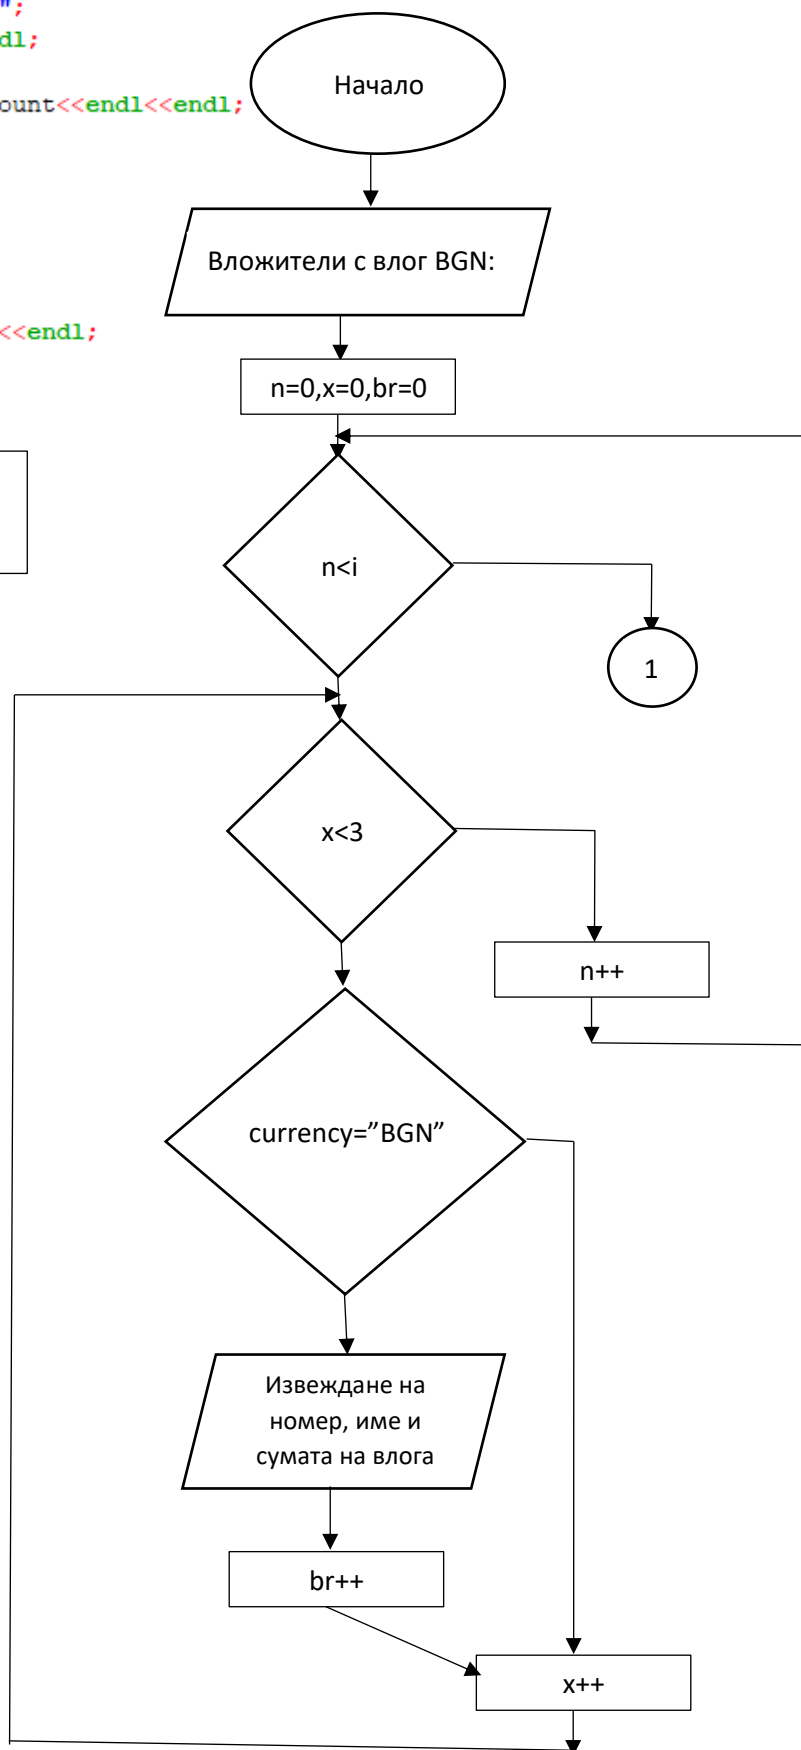 ";
dl;
ount<<endl<<endl;
<<endl;
Начало
Вложители с влог BGN:
n=0,x=0,br=0
n<i
1
x<3
n++
currency=”BGN”
Извеждане на
номер, име и
сумата на влога
br++
x++